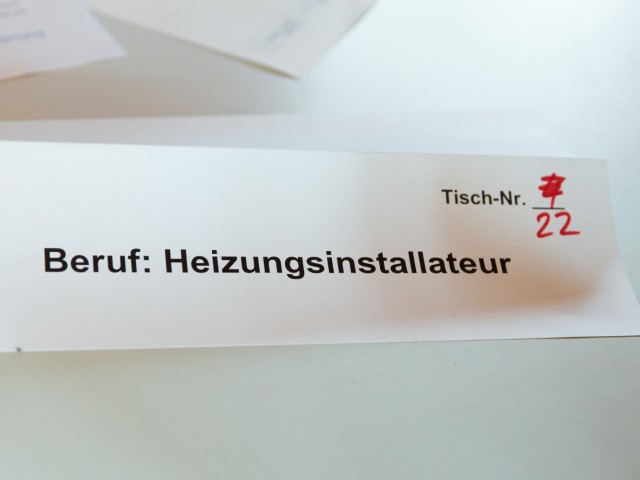 Tisch-Nr.
22
Beruf: Heizungsinstallateur